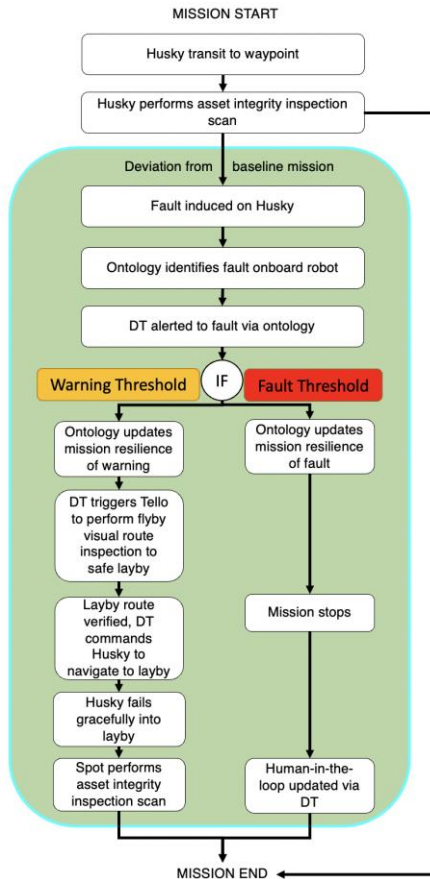 MISSION START
Husky transit to waypoint
Husky performs asset integrity inspection
scan
Deviation from baseline mission
Fault induced on Husky
Ontology identifies fault onboard robot
DT alerted to fault via ontology
IF
Warning Threshold
Fault Threshold
Ontology updates
mission resilience
of warning
DT triggers Tello
to perform flyby
visual route
inspection to
safe layby
Layby route
verified, DT
commands
Husky to
navigate to layby
Husky fails
gracefully into
layby
Spot performs
asset integrity
inspection scan
Ontology updates
mission resilience
of fault
Mission stops
Human-in-the-
loop updated via
DT
MISSION END